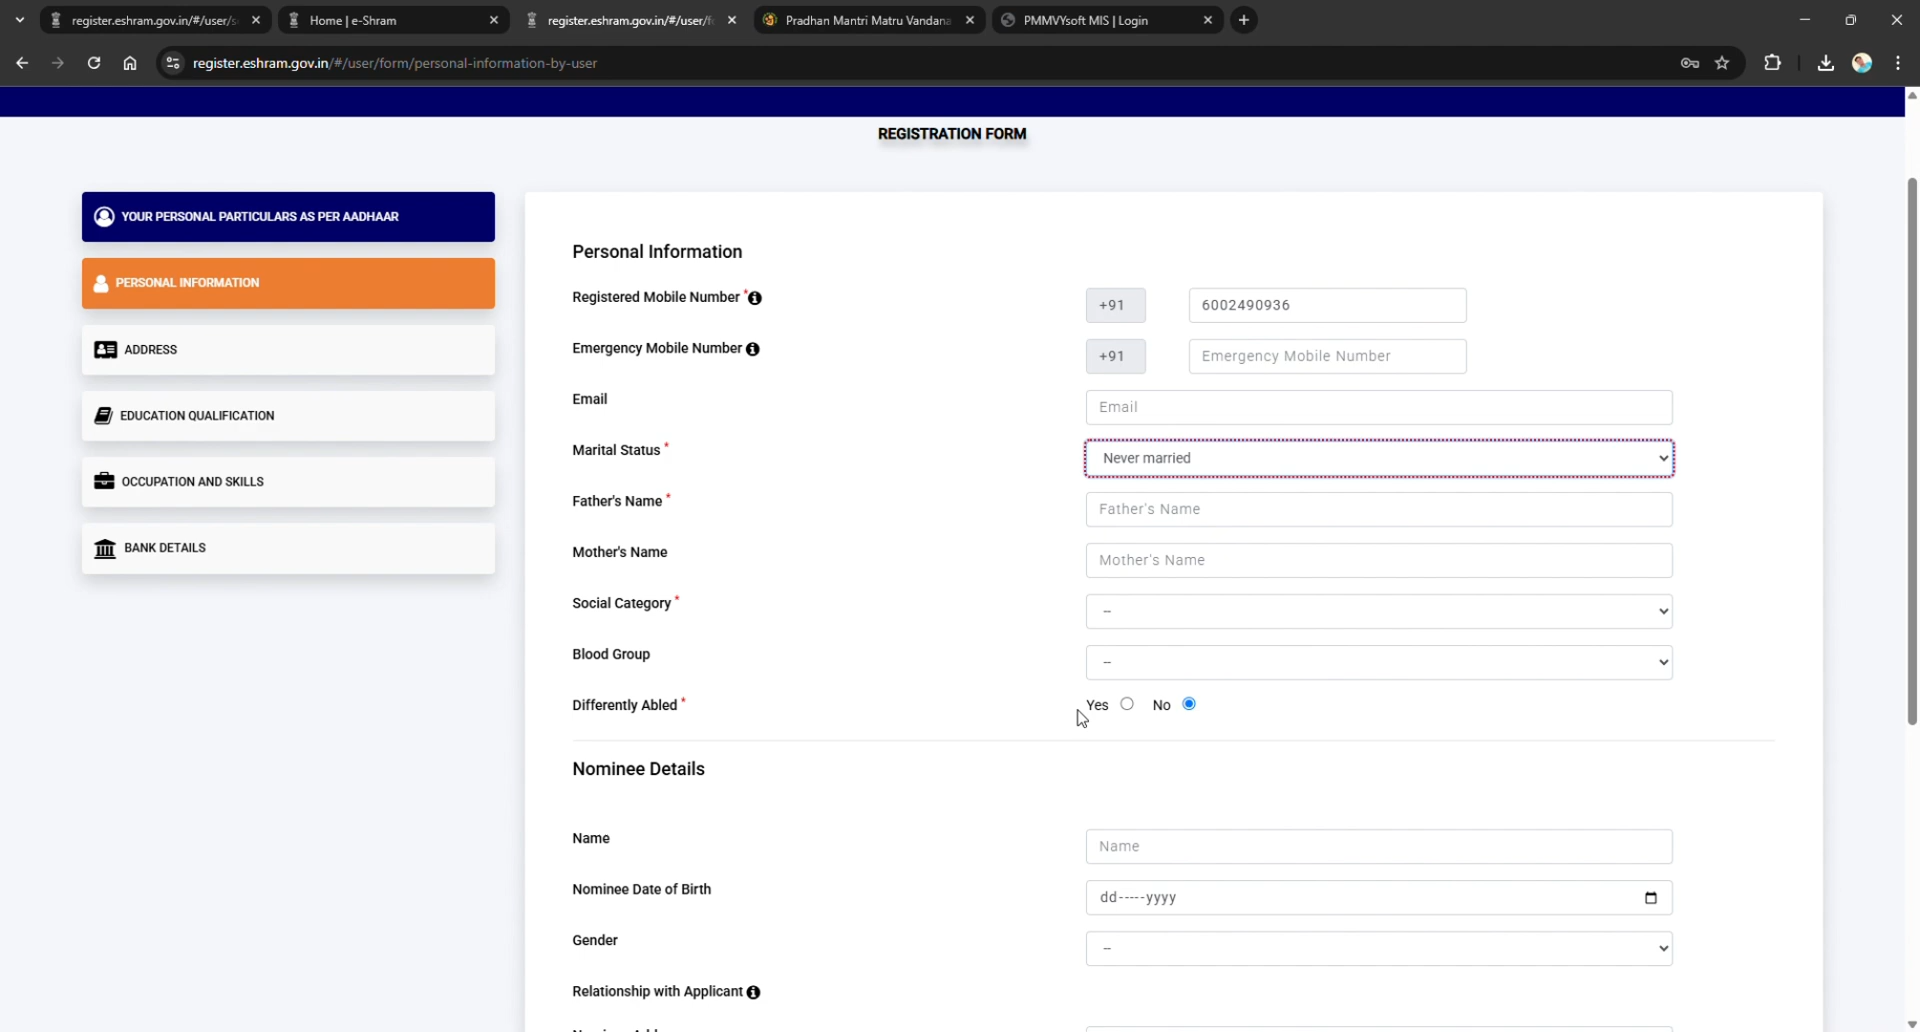 register.eshram.gov.in/#/user/s
Home | e-Shram
register.eshram.gov.in/#/user/f
Pradhan Mantri Matru Vandana
PMMVYsoft MIS | Login
register.eshram.gov.in/#/user/form/personal-information-by-user
REGISTRATION FORM
YOUR PERSONAL PARTICULARS AS PER AADHAAR
PERSONAL INFORMATION
ADDRESS
EDUCATION QUALIFICATION
OCCUPATION AND SKILLS
BANK DETAILS
Personal Information
Registered Mobile Number * +91 6002490936
Emergency Mobile Number +91 Emergency Mobile Number
Email Email
Marital Status * Never married
Father's Name * Father's Name
Mother's Name Mother's Name
Social Category * --
Blood Group --
Differently Abled * Yes No
Nominee Details
Name Name
Nominee Date of Birth dd-----yyyy
Gender --
Relationship with Applicant